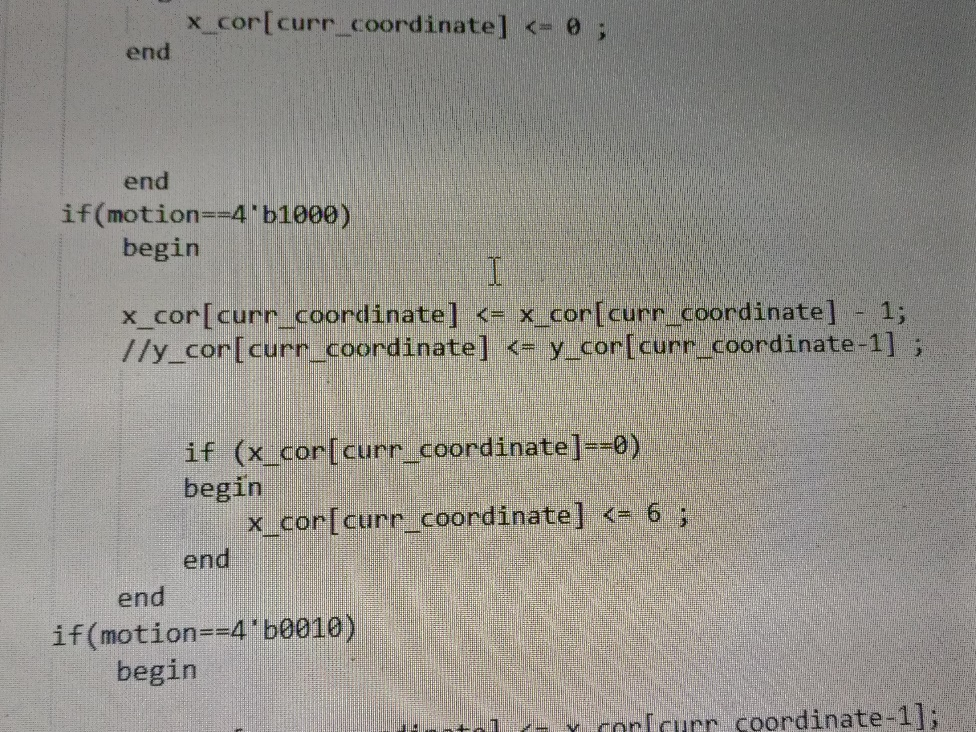 x_cor[curr_coordinate] <= 0 ;
end
end
if(motion==4'b1000)
begin
x_cor[curr_coordinate] <= x_cor[curr_coordinate] - 1;
//y_cor[curr_coordinate] <= y_cor[curr_coordinate-1] ;
if (x_cor[curr_coordinate]==0)
begin
x_cor[curr_coordinate] <= 6 ;
end
end
if(motion==4'b0010)
begin
<= x_cor[curr_coordinate-1];